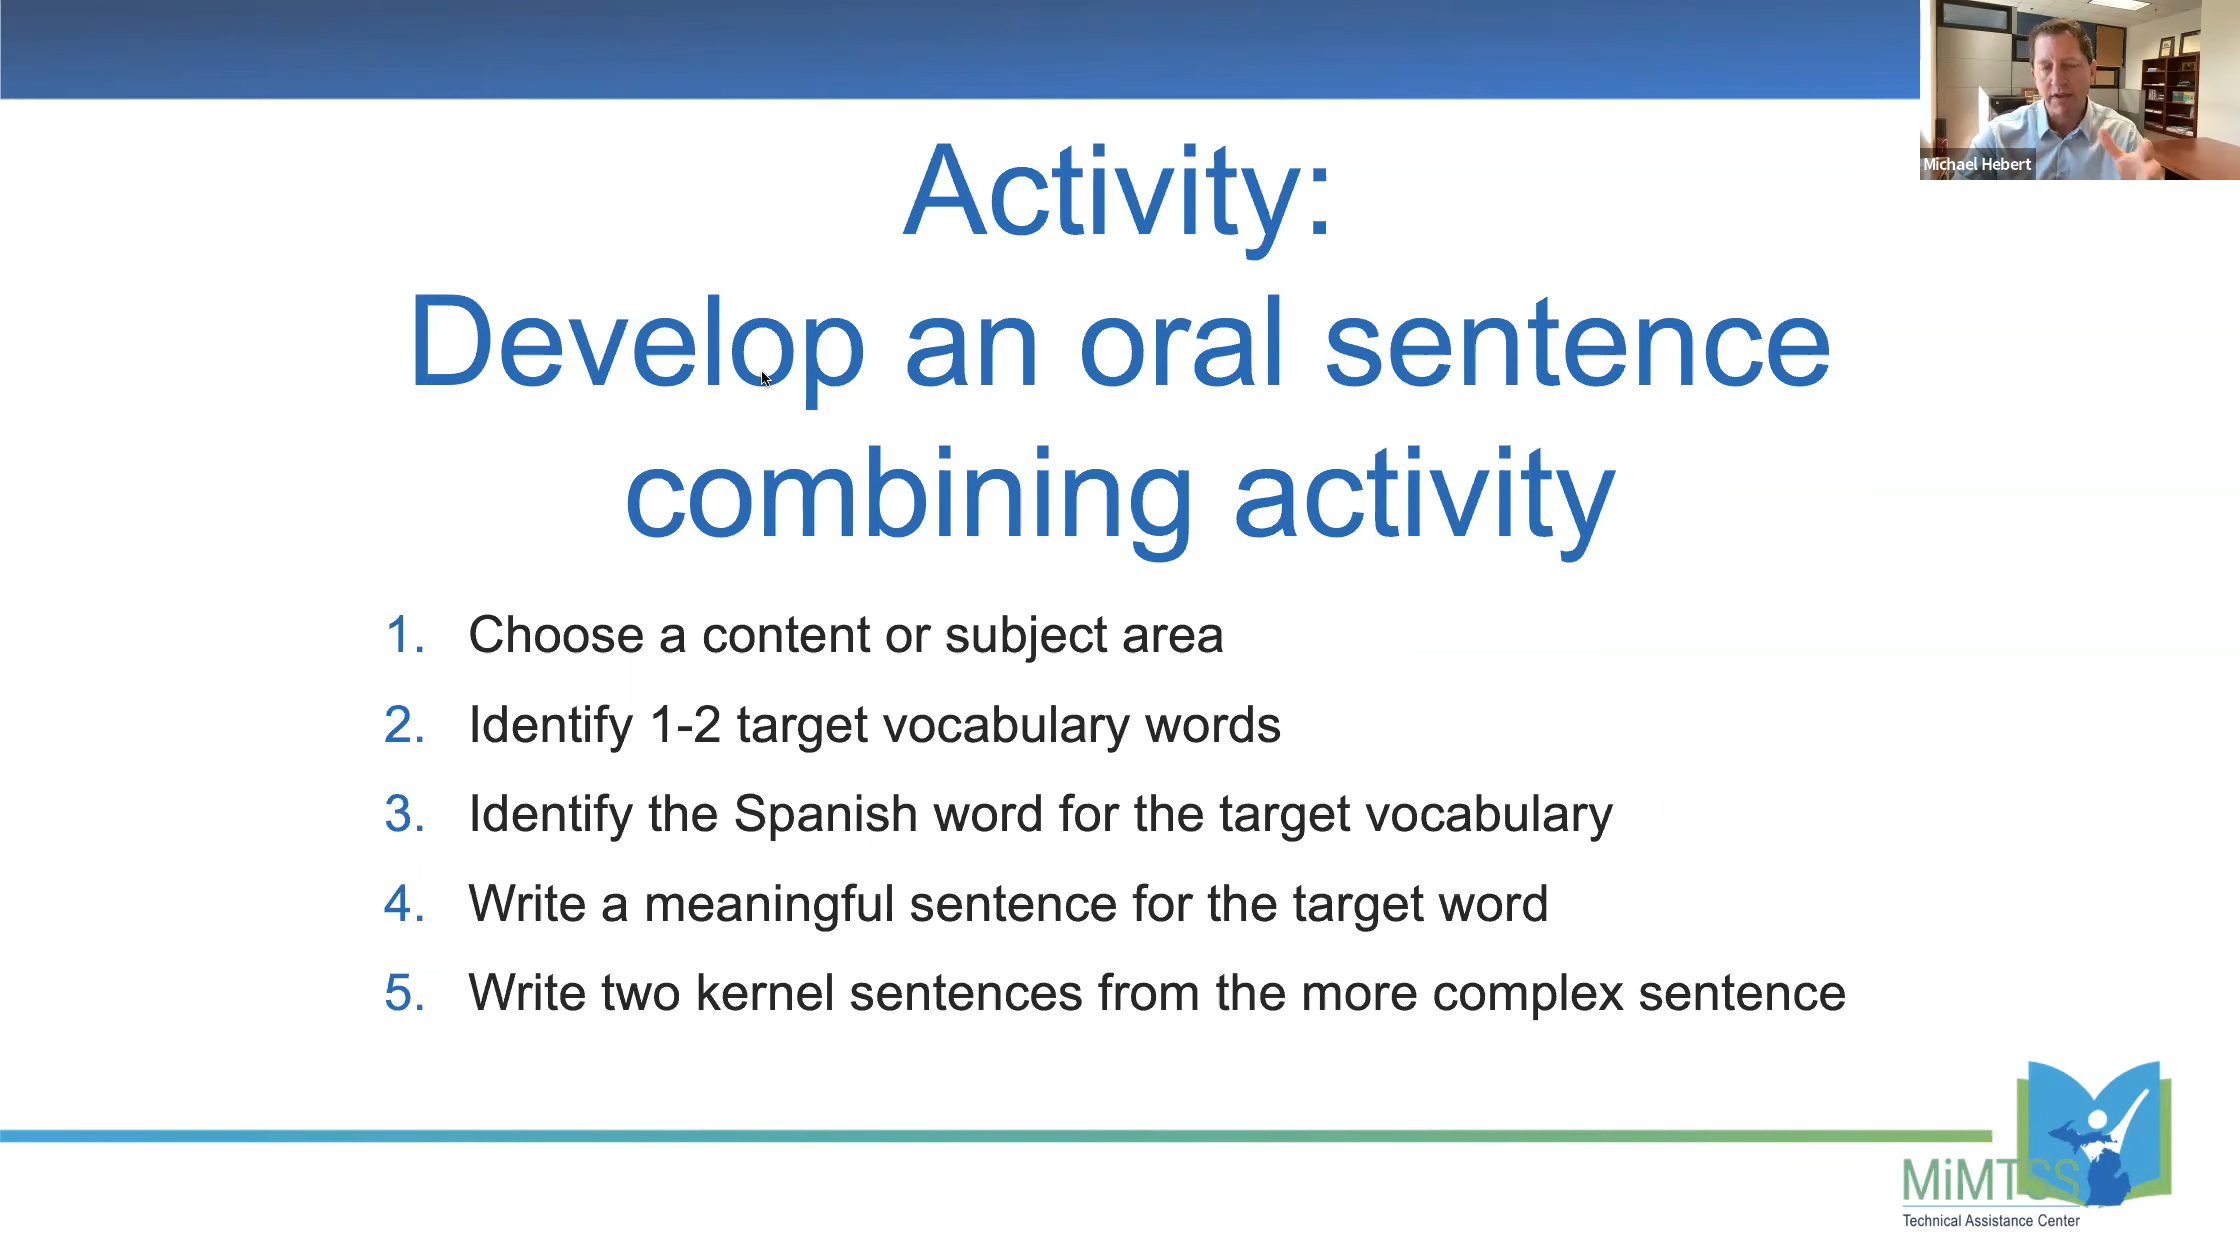 Michael Hebert
Activity:
Develop an oral sentence
combining activity
1. Choose a content or subject area
2. Identify 1-2 target vocabulary words
3. Identify the Spanish word for the target vocabulary
4. Write a meaningful sentence for the target word
5. Write two kernel sentences from the more complex sentence
MiMTSS
Technical Assistance Center